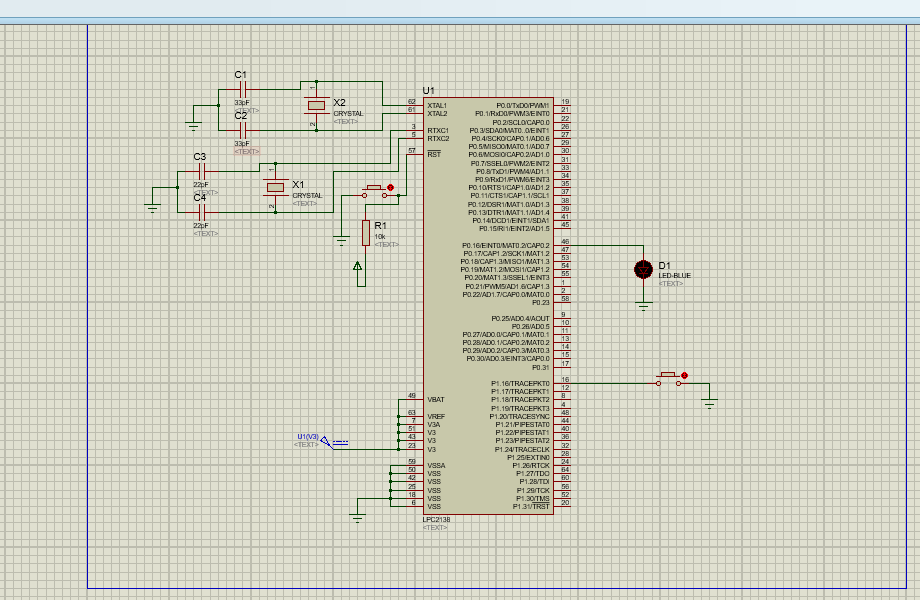 C1
33pF
<TEXT>
C2
33pF
<TEXT>
1
2
X2
CRYSTAL
<TEXT>
C3
22pF
<TEXT>
C4
22pF
<TEXT>
1
2
X1
CRYSTAL
<TEXT>
R1
10k
<TEXT>
U1(V3)
<TEXT>
U1
62 XTAL1
61 XTAL2
3 RTXC1
5 RTXC2
57 RST
49 VBAT
63 VREF
7 V3A
51 V3
43 V3
23 V3
59 VSSA
50 VSS
42 VSS
25 VSS
18 VSS
6 VSS
P0.0/TxD0/PWM1 19
P0.1/RxD0/PWM3/EINT0 21
P0.2/SCL0/CAP0.0 22
P0.3/SDA0/MAT0..0/EINT1 26
P0.4/SCK0/CAP0.1/AD0.6 27
P0.5/MISO0/MAT0.1/AD0.7 29
P0.6/MOSI0/CAP0.2/AD1.0 30
P0.7/SSEL0/PWM2/EINT2 31
P0.8/TxD1/PWM4/AD1.1 33
P0.9/RxD1/PWM6/EINT3 34
P0.10/RTS1/CAP1.0/AD1.2 35
P0.11/CTS1/CAP1.1/SCL1 37
P0.12/DSR1/MAT1.0/AD1.3 38
P0.13/DTR1/MAT1.1/AD1.4 39
P0.14/DCD1/EINT1/SDA1 41
P0.15/RI1/EINT2/AD1.5 45
P0.16/EINT0/MAT0.2/CAP0.2 46
P0.17/CAP1.2/SCK1/MAT1.2 47
P0.18/CAP1.3/MISO1/MAT1.3 53
P0.19/MAT1.2/MOSI1/CAP1.2 54
P0.20/MAT1.3/SSEL1/EINT3 55
P0.21/PWM5/AD1.6/CAP1.3 1
P0.22/AD1.7/CAP0.0/MAT0.0 2
P0.23 58
P0.25/AD0.4/AOUT 9
P0.26/AD0.5 10
P0.27/AD0.0/CAP0.1/MAT0.1 11
P0.28/AD0.1/CAP0.2/MAT0.2 13
P0.29/AD0.2/CAP0.3/MAT0.3 14
P0.30/AD0.3/EINT3/CAP0.0 15
P0.31 17
P1.16/TRACEPKT0 16
P1.17/TRACEPKT1 12
P1.18/TRACEPKT2 8
P1.19/TRACEPKT3 4
P1.20/TRACESYNC 48
P1.21/PIPESTAT0 44
P1.22/PIPESTAT1 40
P1.23/PIPESTAT2 36
P1.24/TRACECLK 32
P1.25/EXTIN0 28
P1.26/RTCK 24
P1.27/TDO 64
P1.28/TDI 60
P1.29/TCK 56
P1.30/TMS 52
P1.31/TRST 20
LPC2138
<TEXT>
D1
LED-BLUE
<TEXT>